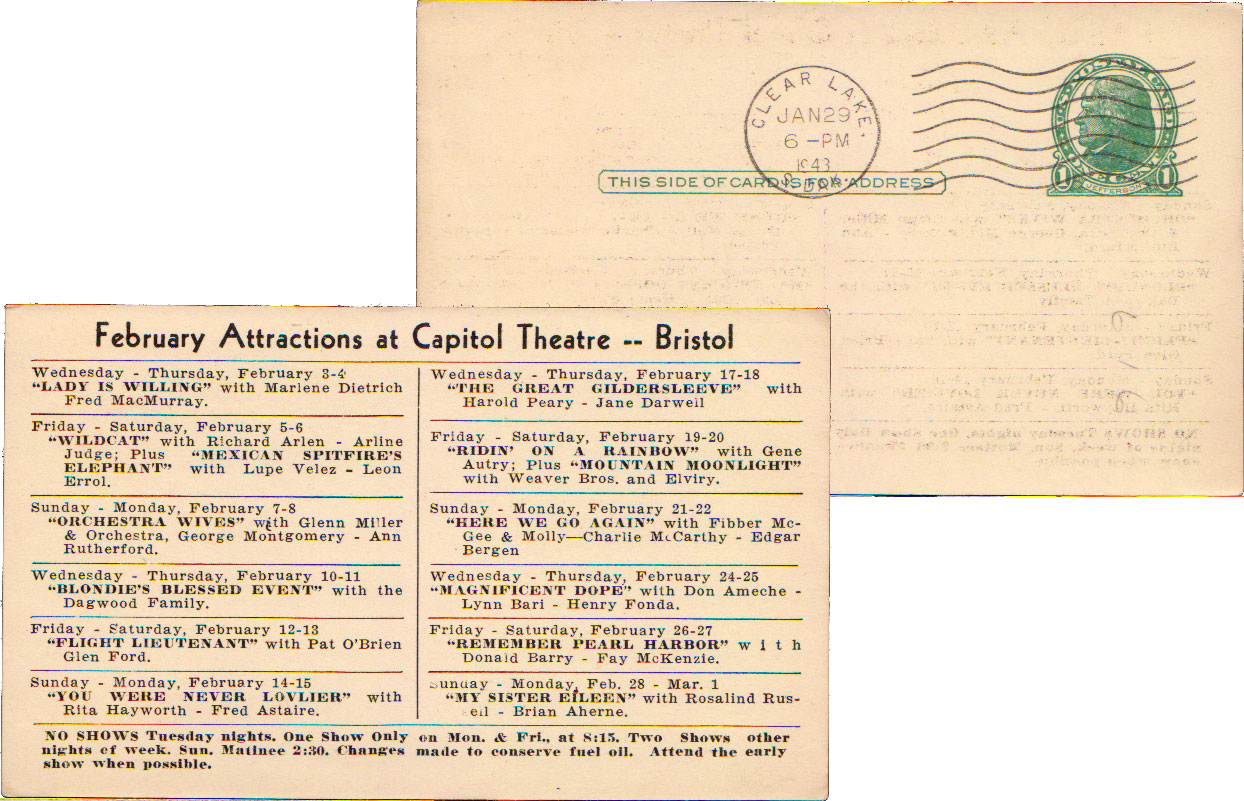 CLEAR LAKE.
JAN29
6-PM
1943
S. DAK.
THIS SIDE OF CARD IS FOR ADDRESS
1 JEFFERSON 1
February Attractions at Capitol Theatre -- Bristol
Wednesday - Thursday, February 3-4
“LADY IS WILLING” with Marlene Dietrich
Fred MacMurray.
Friday - Saturday, February 5-6
“WILDCAT” with Richard Arlen - Arline
Judge; Plus “MEXICAN SPITFIRE'S
ELEPHANT” with Lupe Velez - Leon
Errol.
Sunday - Monday, February 7-8
“ORCHESTRA WIVES” with Glenn Miller
& Orchestra, George Montgomery - Ann
Rutherford.
Wednesday - Thursday, February 10-11
“BLONDIE'S BLESSED EVENT” with the
Dagwood Family.
Friday - Saturday, February 12-13
“FLIGHT LIEUTENANT” with Pat O'Brien
Glen Ford.
Sunday - Monday, February 14-15
“YOU WERE NEVER LOVLIER” with
Rita Hayworth - Fred Astaire.
Wednesday - Thursday, February 17-18
“THE GREAT GILDERSLEEVE” with
Harold Peary - Jane Darwell
Friday - Saturday, February 19-20
“RIDIN' ON A RAINBOW” with Gene
Autry; Plus “MOUNTAIN MOONLIGHT”
with Weaver Bros. and Elviry.
Sunday - Monday, February 21-22
“HERE WE GO AGAIN” with Fibber Mc-
Gee & Molly—Charlie McCarthy - Edgar
Bergen
Wednesday - Thursday, February 24-25
“MAGNIFICENT DOPE” with Don Ameche -
Lynn Bari - Henry Fonda.
Friday - Saturday, February 26-27
“REMEMBER PEARL HARBOR” with
Donald Barry - Fay McKenzie.
Sunday - Monday, Feb. 28 - Mar. 1
“MY SISTER EILEEN” with Rosalind Rus-
ell - Brian Aherne.
NO SHOWS Tuesday nights. One Show Only on Mon. & Fri., at 8:15. Two Shows other
nights of week. Sun. Matinee 2:30. Changes made to conserve fuel oil. Attend the early
show when possible.